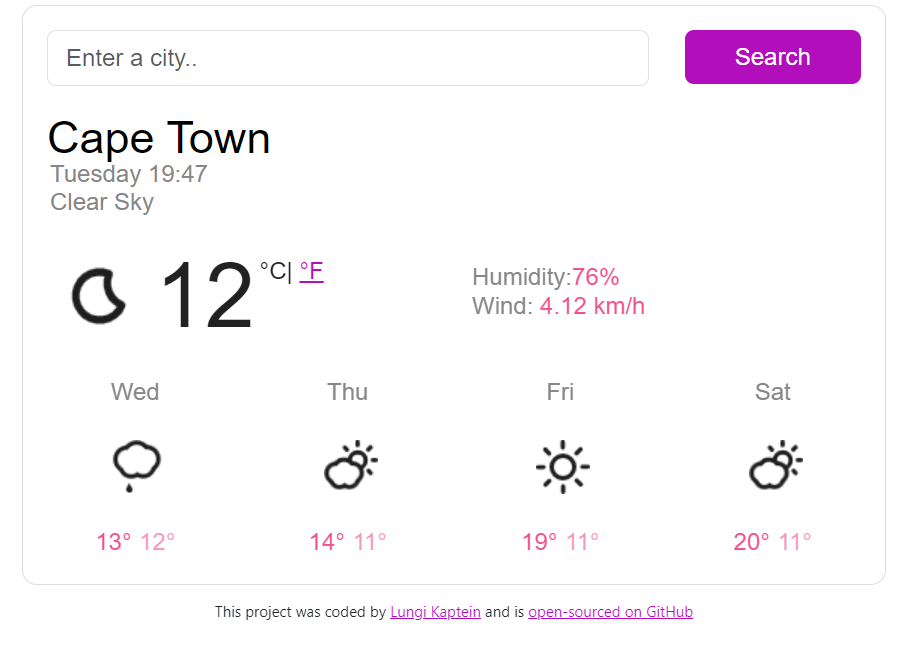 Enter a city..
Search
Cape Town
Tuesday 19:47
Clear Sky
12 °C| °F
Humidity:76%
Wind: 4.12 km/h
Wed Thu Fri Sat
13° 12° 14° 11° 19° 11° 20° 11°
This project was coded by Lungi Kaptein and is open-sourced on GitHub